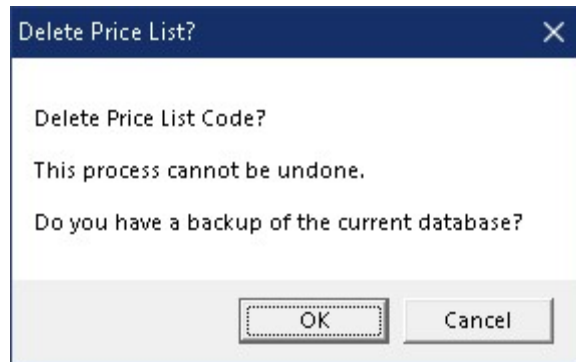 Delete Price List?
Delete Price List Code?
This process cannot be undone.
Do you have a backup of the current database?
OK
Cancel